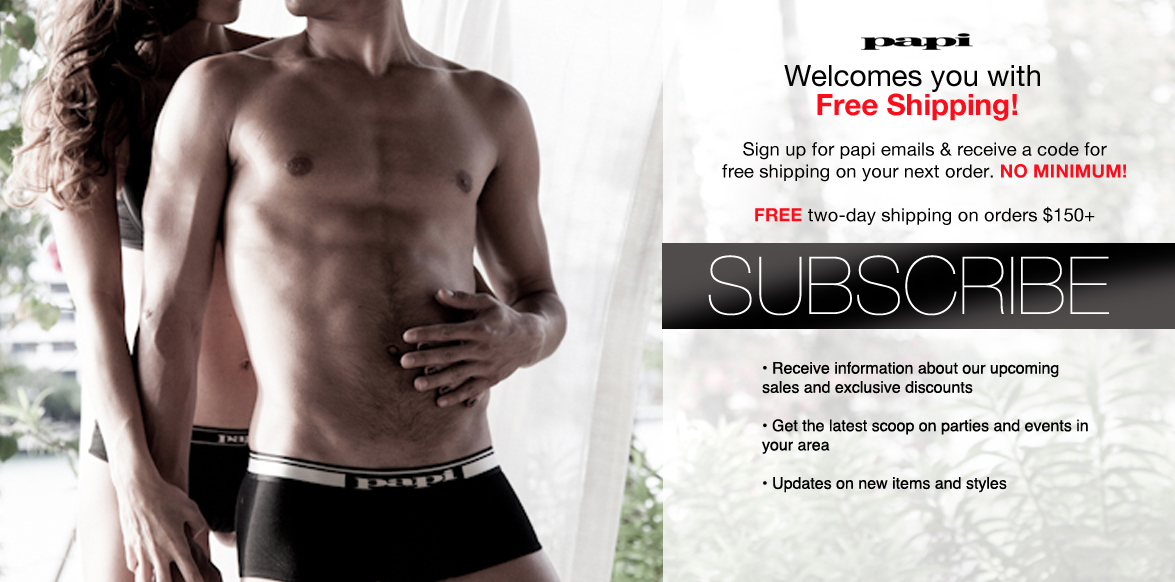 papi
Welcomes you with
Free Shipping!
Sign up for papi emails & receive a code for
free shipping on your next order. NO MINIMUM!
FREE two-day shipping on orders $150+
SUBSCRIBE
• Receive information about our upcoming
sales and exclusive discounts
• Get the latest scoop on parties and events in
your area
• Updates on new items and styles
papi
papi